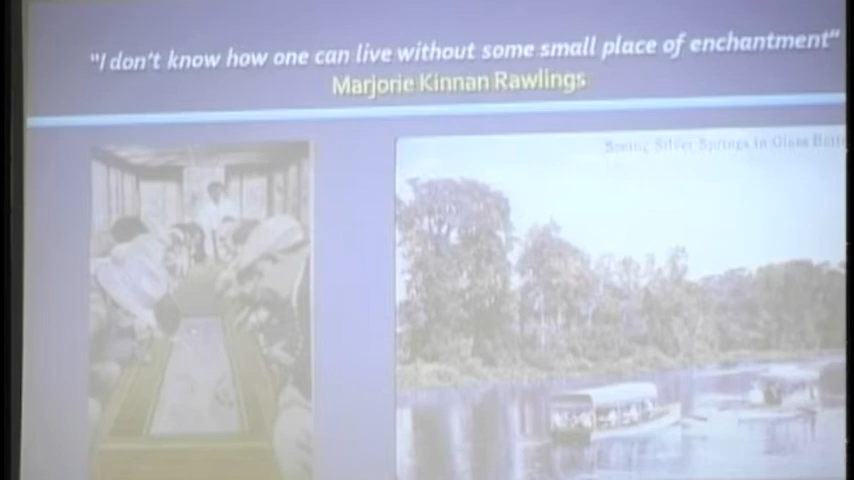 "I don't know how one can live without some small place of enchantment"
Marjorie Kinnan Rawlings
Seeing Silver Springs in Glass Bott